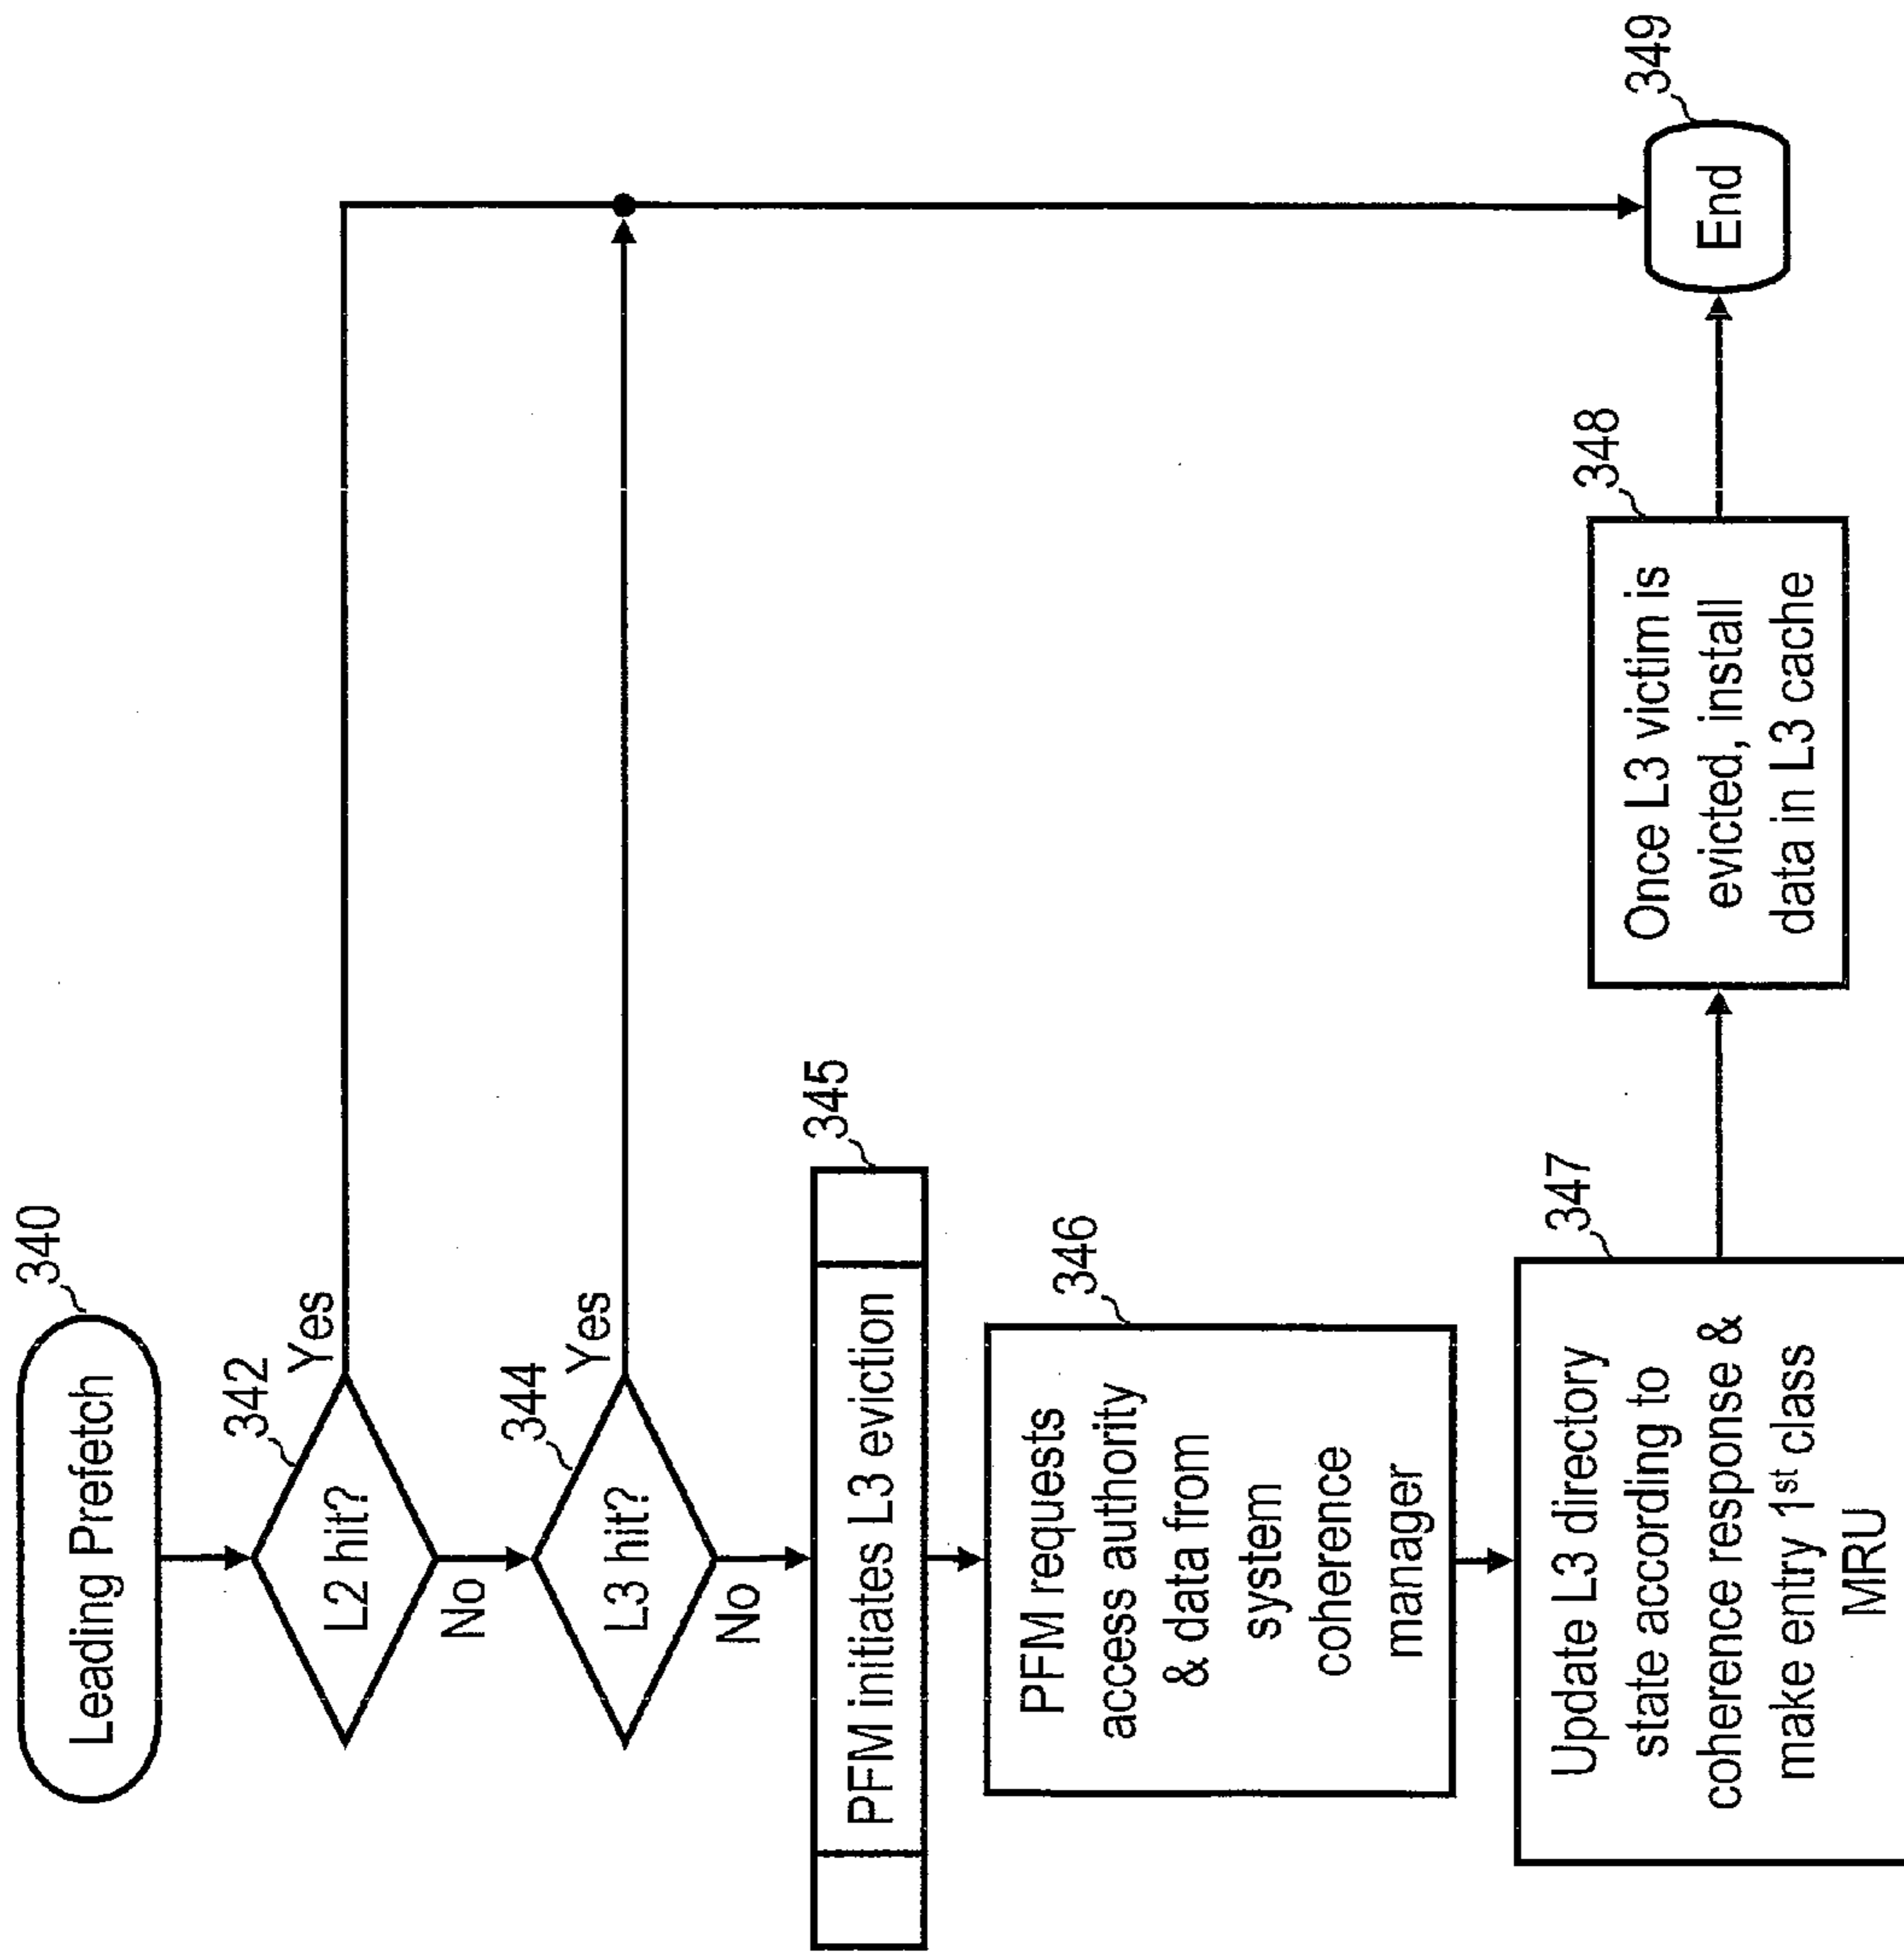 340
Leading Prefetch
342
L2 hit?
Yes
No
344
L3 hit?
Yes
No
345
PFM initiates L3 eviction
346
PFM requests
access authority
& data from
system
coherence
manager
347
Update L3 directory
state according to
coherence response &
make entry 1st class
MRU
348
Once L3 victim is
evicted, install
data in L3 cache
349
End